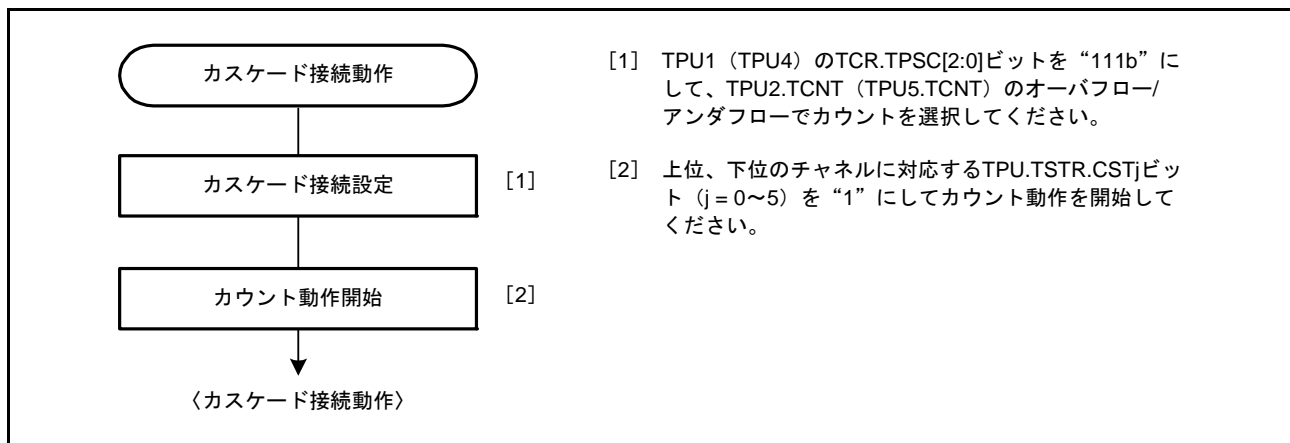 カスケード接続動作
カスケード接続設定
[1]
カウント動作開始
[2]
〈カスケード接続動作〉
[1] TPU1（TPU4）のTCR.TPSC[2:0]ビットを“111b”に
して、TPU2.TCNT（TPU5.TCNT）のオーバフロー/
アンダフローでカウントを選択してください。
[2] 上位、下位のチャネルに対応するTPU.TSTR.CSTjビッ
ト（j = 0～5）を“1”にしてカウント動作を開始して
ください。